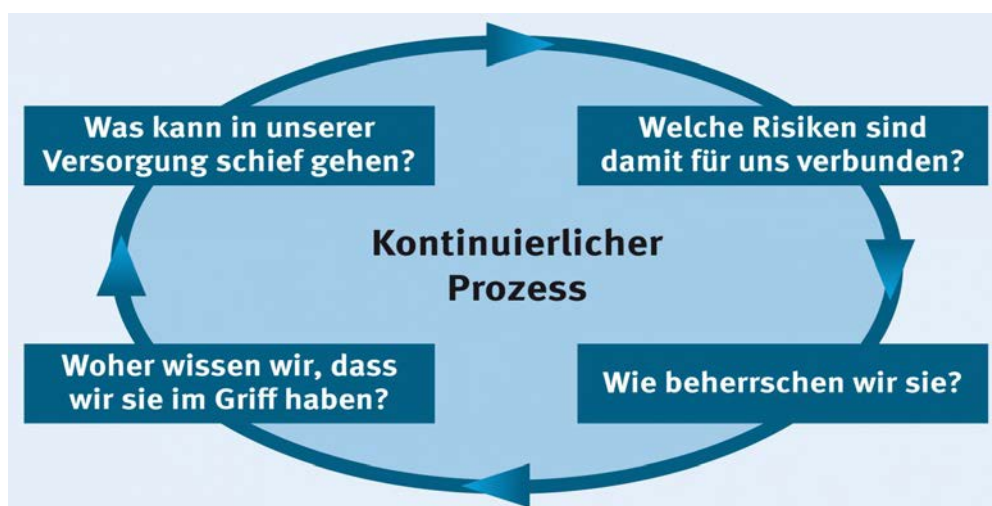 Was kann in unserer
Versorgung schief gehen?
Welche Risiken sind
damit für uns verbunden?
Kontinuierlicher
Prozess
Woher wissen wir, dass
wir sie im Griff haben?
Wie beherrschen wir sie?